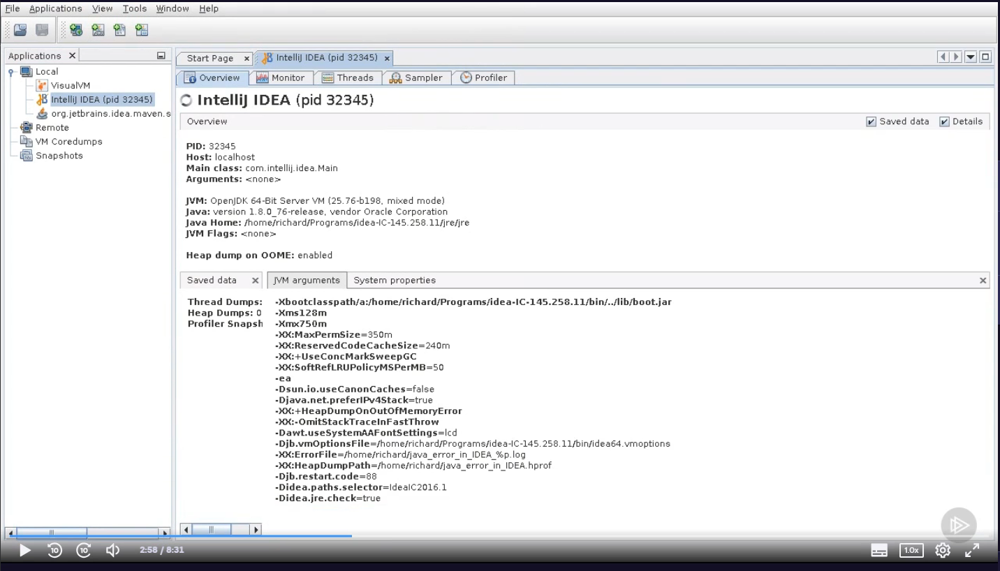 File Applications View Tools Window Help
Applications
Start Page
IntelliJ IDEA (pid 32345)
Local
VisualVM
IntelliJ IDEA (pid 32345)
org.jetbrains.idea.maven.s
Remote
VM Coredumps
Snapshots
Overview Monitor Threads Sampler Profiler
IntelliJ IDEA (pid 32345)
Overview
Saved data
Details
PID: 32345
Host: localhost
Main class: com.intellij.idea.Main
Arguments: <none>
JVM: OpenJDK 64-Bit Server VM (25.76-b198, mixed mode)
Java: version 1.8.0_76-release, vendor Oracle Corporation
Java Home: /home/richard/Programs/idea-IC-145.258.11/jre/jre
JVM Flags: <none>
Heap dump on OOME: enabled
Saved data
Thread Dumps:
Heap Dumps: 0
Profiler Snapsh
JVM arguments System properties
-Xbootclasspath/a:/home/richard/Programs/idea-IC-145.258.11/bin/../lib/boot.jar
-Xms128m
-Xmx750m
-XX:MaxPermSize=350m
-XX:ReservedCodeCacheSize=240m
-XX:+UseConcMarkSweepGC
-XX:SoftRefLRUPolicyMSPerMB=50
-ea
-Dsun.io.useCanonCaches=false
-Djava.net.preferIPv4Stack=true
-XX:+HeapDumpOnOutOfMemoryError
-XX:-OmitStackTraceInFastThrow
-Dawt.useSystemAAFontSettings=lcd
-Djb.vmOptionsFile=/home/richard/Programs/idea-IC-145.258.11/bin/idea64.vmoptions
-XX:ErrorFile=/home/richard/java_error_in_IDEA_%p.log
-XX:HeapDumpPath=/home/richard/java_error_in_IDEA.hprof
-Djb.restart.code=88
-Didea.paths.selector=IdeaIC2016.1
-Didea.jre.check=true
10 10 2:58 / 8:31 1.0x